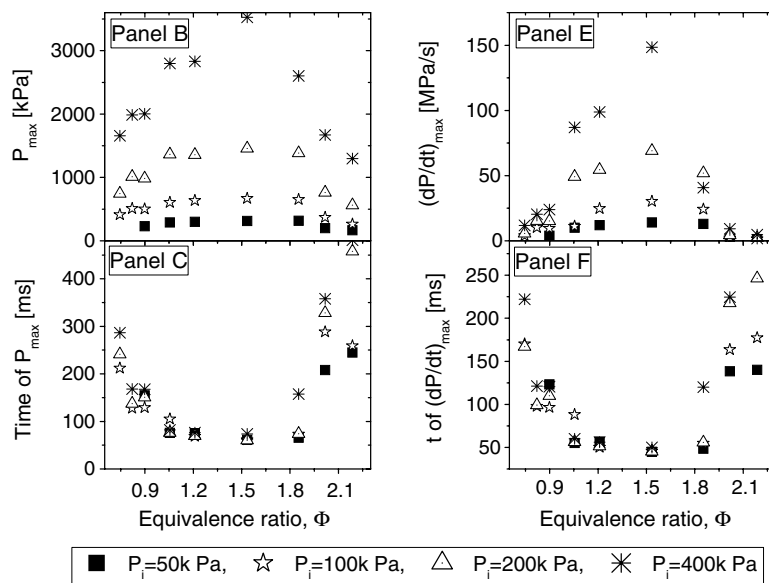 Panel B
P_max [kPa]
3000
2000
1000
0
Panel E
(dP/dt)_max [MPa/s]
150
100
50
0
Panel C
Time of P_max [ms]
400
300
200
100
0
0.9 1.2 1.5 1.8 2.1
Equivalence ratio, Φ
Panel F
t of (dP/dt)_max [ms]
250
200
150
100
50
0.9 1.2 1.5 1.8 2.1
Equivalence ratio, Φ
P_i=50k Pa, P_i=100k Pa, P_i=200k Pa, P_i=400k Pa